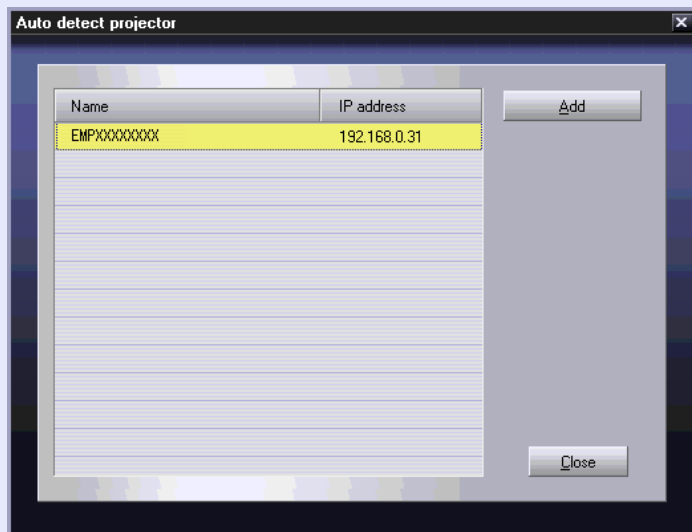 Auto detect projector
Name IP address Add
EMPXXXXXXXX 192.168.0.31
Close